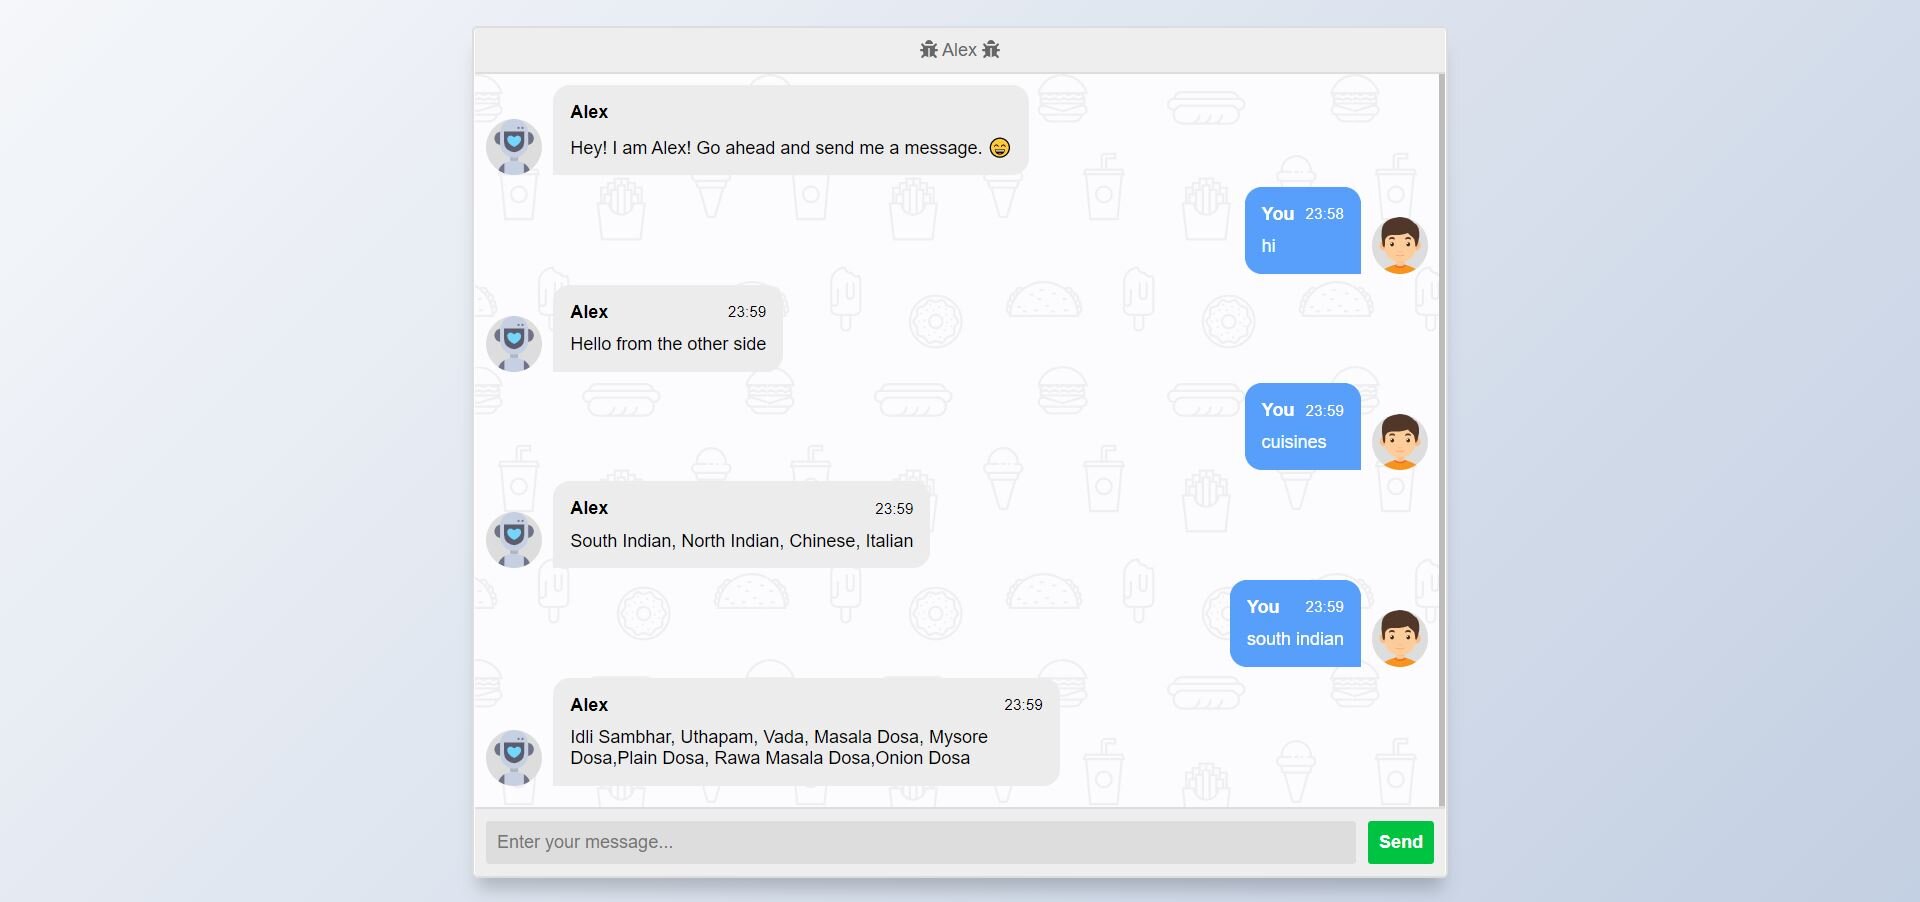 Alex
Alex
Hey! I am Alex! Go ahead and send me a message. 😄
You 23:58
hi
Alex 23:59
Hello from the other side
You 23:59
cuisines
Alex 23:59
South Indian, North Indian, Chinese, Italian
You 23:59
south indian
Alex 23:59
Idli Sambhar, Uthapam, Vada, Masala Dosa, Mysore
Dosa,Plain Dosa, Rawa Masala Dosa,Onion Dosa
Enter your message...
Send